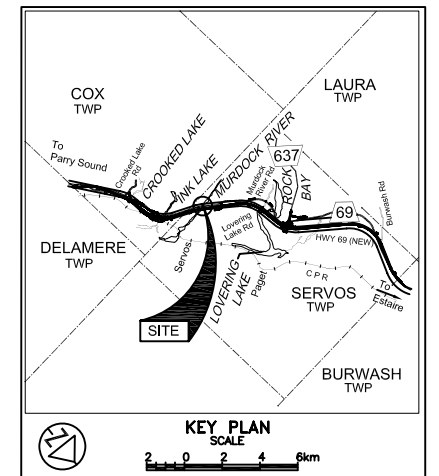 LAURA
TWP
COX
TWP
To
Parry Sound
Crooked Lake
Rd
CROOKED LAKE
INK LAKE
MURDOCK RIVER
637
Murdock
River Rd
ROCK
BAY
69
Burwash Rd
HWY 69 (NEW)
Lovering
Lake Rd
Servos
DELAMERE
TWP
LOVERING
LAKE
Paget
C P R
SERVOS
TWP
To
Estaire
SITE
BURWASH
TWP
N
KEY PLAN
SCALE
2 0 2 4 6km